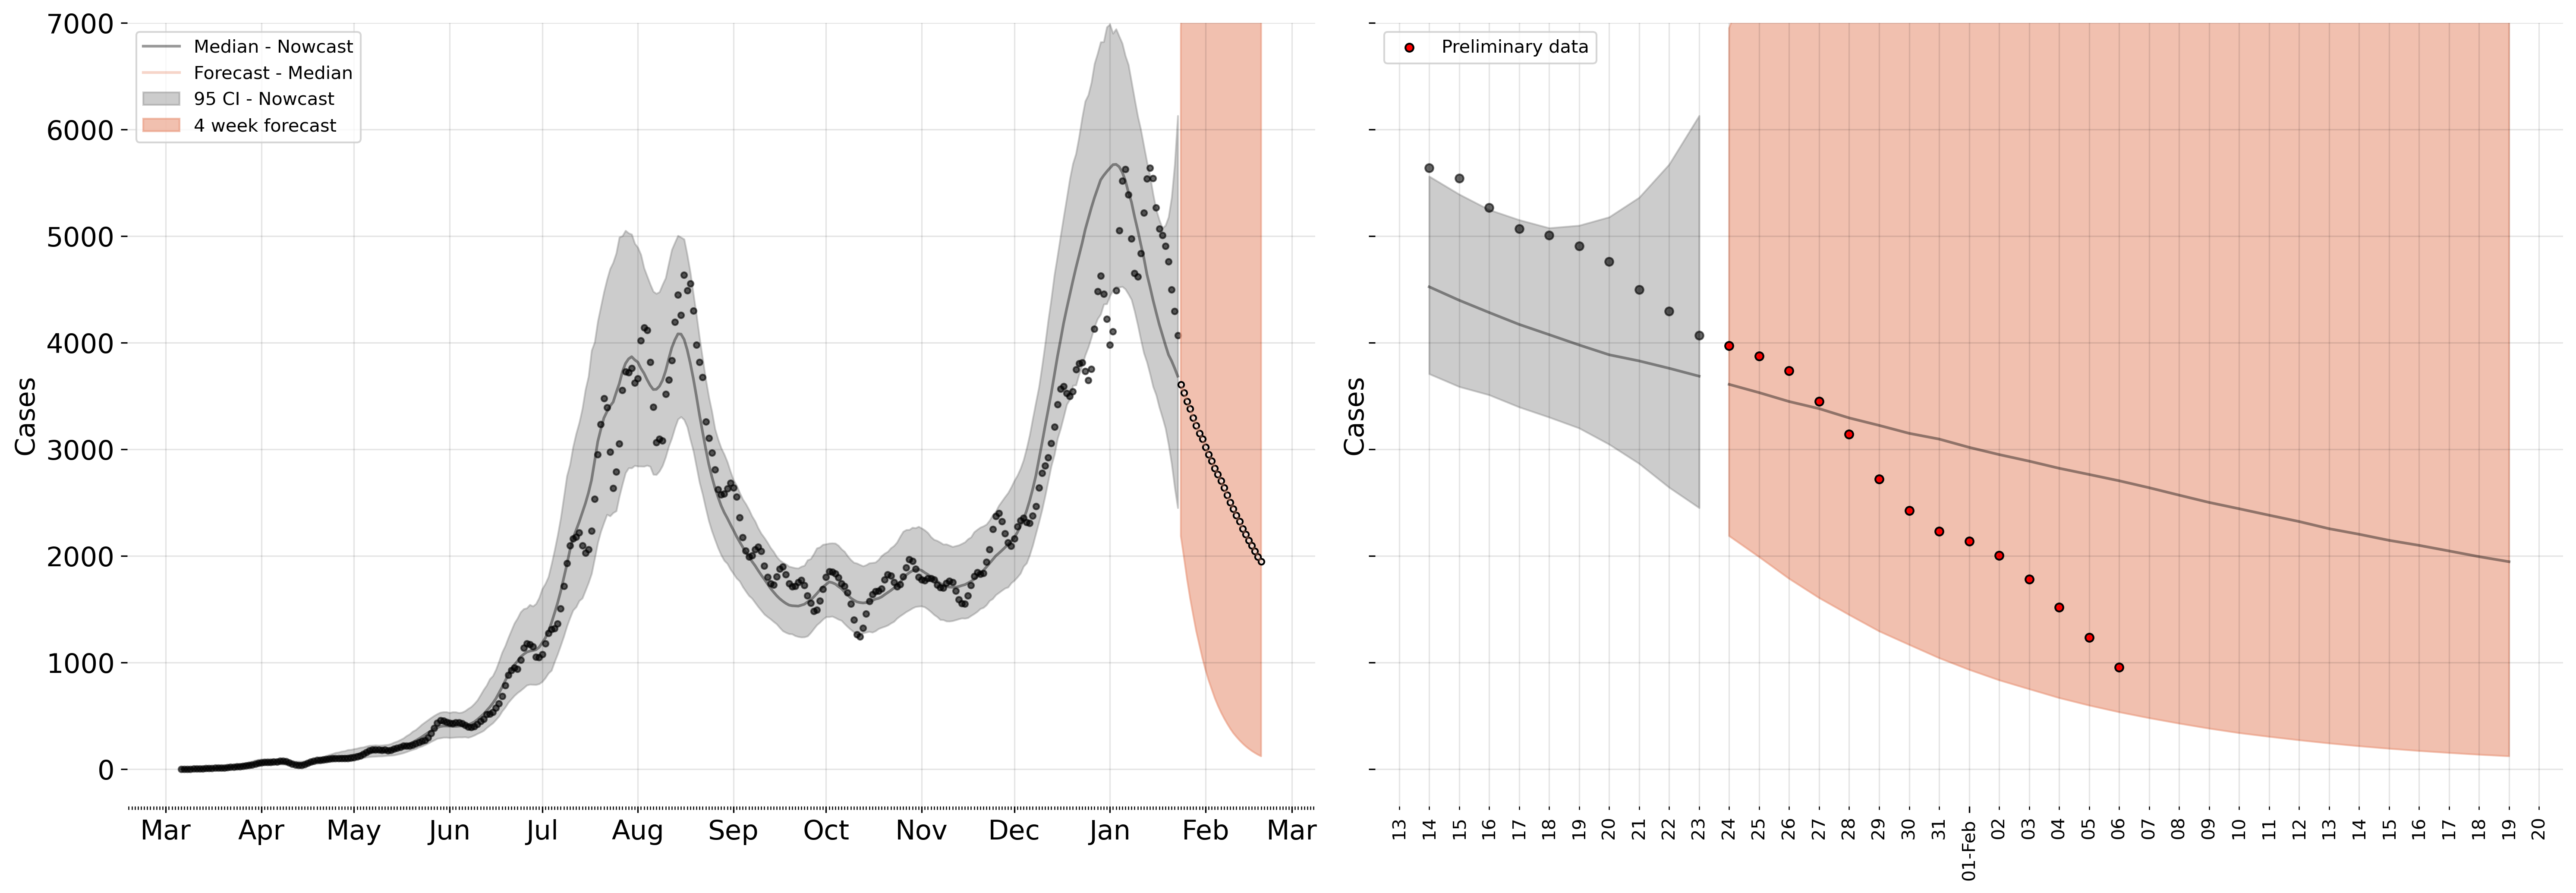 7000
6000
5000
4000
3000
2000
1000
0
Cases
Median - Nowcast
Forecast - Median
95 CI - Nowcast
4 week forecast
Mar Apr May Jun Jul Aug Sep Oct Nov Dec Jan Feb Mar
Preliminary data
Cases
13 14 15 16 17 18 19 20 21 22 23 24 25 26 27 28 29 30 31 01-Feb 02 03 04 05 06 07 08 09 10 11 12 13 14 15 16 17 18 19 20